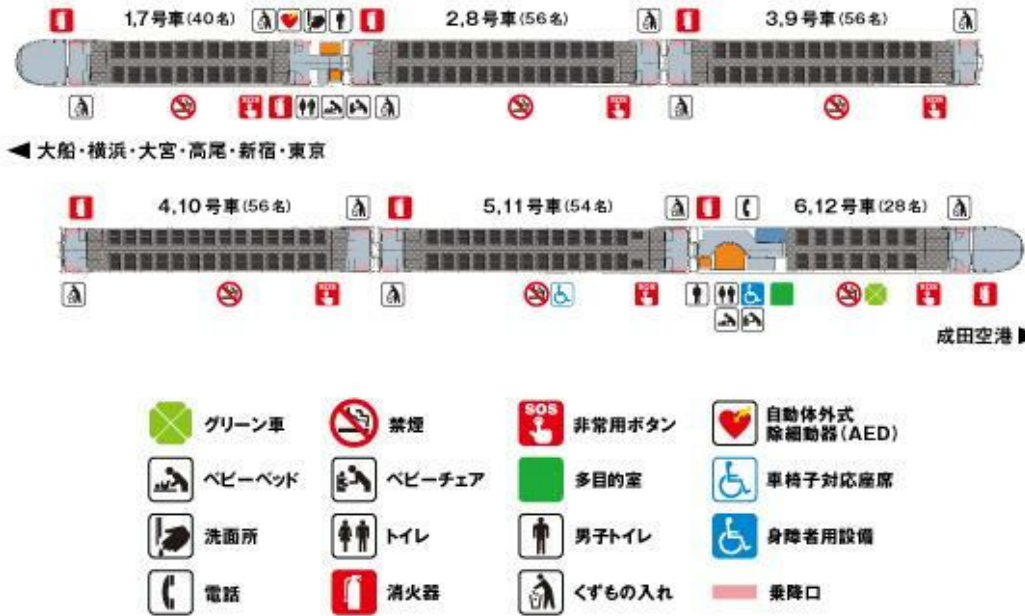 1,7号車(40名)
2,8号車(56名)
3,9号車(56名)
SOS
SOS
SOS
◀ 大船・横浜・大宮・高尾・新宿・東京
4,10号車(56名)
5,11号車(54名)
6,12号車(28名)
SOS
SOS
SOS
成田空港 ▶
グリーン車
禁煙
SOS
非常用ボタン
自動体外式
除細動器(AED)
ベビーベッド
ベビーチェア
多目的室
車椅子対応座席
洗面所
トイレ
男子トイレ
身障者用設備
電話
消火器
くずもの入れ
乗降口